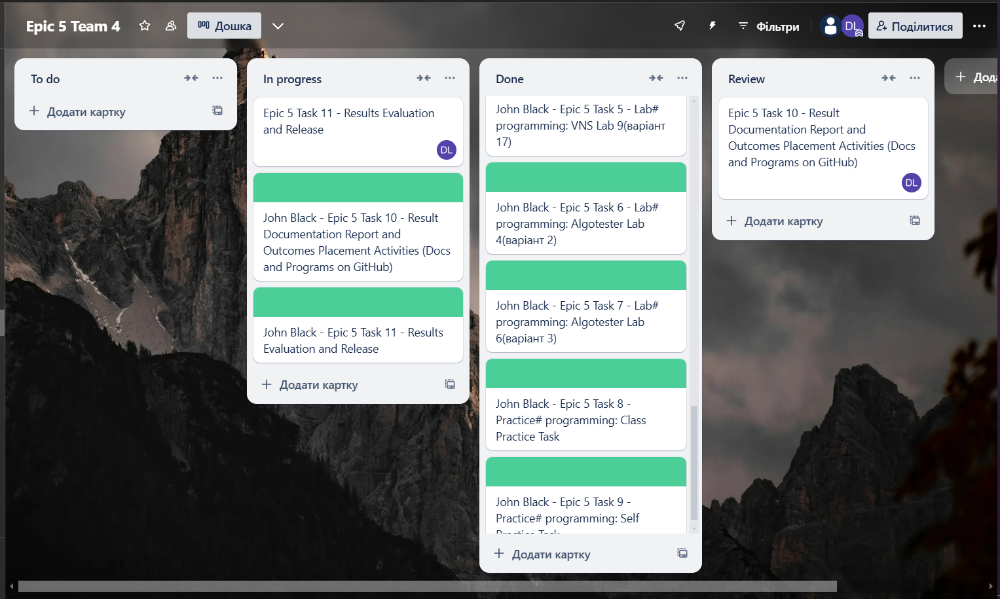 Epic 5 Team 4
Дошка
Фільтри
DL
Поділитися
To do
Додати картку
In progress
Epic 5 Task 11 - Results Evaluation
and Release
DL
John Black - Epic 5 Task 10 - Result
Documentation Report and
Outcomes Placement Activities (Docs
and Programs on GitHub)
John Black - Epic 5 Task 11 - Results
Evaluation and Release
Додати картку
Done
John Black - Epic 5 Task 5 - Lab#
programming: VNS Lab 9(варіант
17)
John Black - Epic 5 Task 6 - Lab#
programming: Algotester Lab
4(варіант 2)
John Black - Epic 5 Task 7 - Lab#
programming: Algotester Lab
6(варіант 3)
John Black - Epic 5 Task 8 -
Practice# programming: Class
Practice Task
John Black - Epic 5 Task 9 -
Practice# programming: Self
Practice Task
Додати картку
Review
Epic 5 Task 10 - Result
Documentation Report and
Outcomes Placement Activities (Docs
and Programs on GitHub)
DL
Додати картку